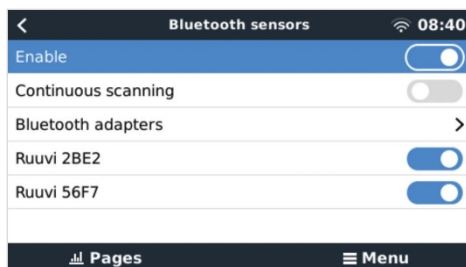 Bluetooth sensors 08:40
Enable
Continuous scanning
Bluetooth adapters
Ruuvi 2BE2
Ruuvi 56F7
Pages Menu